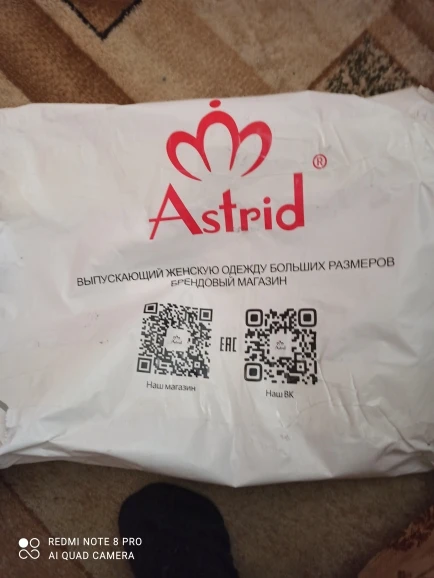 ®
Astrid
ВЫПУСКАЮЩИЙ ЖЕНСКУЮ ОДЕЖДУ БОЛЬШИХ РАЗМЕРОВ
БРЕНДОВЫЙ МАГАЗИН
EAC
Наш магазин
Наш ВК
REDMI NOTE 8 PRO
AI QUAD CAMERA